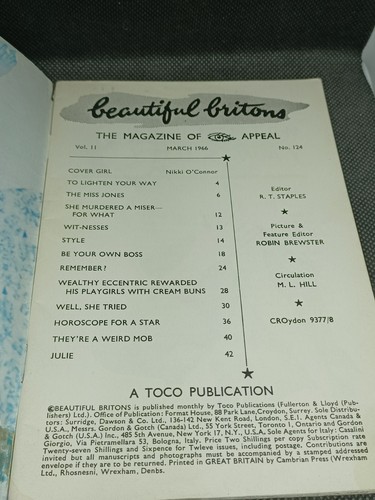 beautiful britons
THE MAGAZINE OF EYE APPEAL
Vol. 11 MARCH 1966 No. 124
COVER GIRL Nikki O'Connor
TO LIGHTEN YOUR WAY 4
THE MISS JONES 6
SHE MURDERED A MISER—
FOR WHAT 12
WIT-NESSES 13
STYLE 14
BE YOUR OWN BOSS 18
REMEMBER? 24
WEALTHY ECCENTRIC REWARDED
HIS PLAYGIRLS WITH CREAM BUNS 28
WELL, SHE TRIED 30
HOROSCOPE FOR A STAR 36
THEY'RE A WEIRD MOB 40
JULIE 42
Editor
R. T. STAPLES
Picture &
Feature Editor
ROBIN BREWSTER
Circulation
M. L. HILL
CROydon 9377/8
A TOCO PUBLICATION
©BEAUTIFUL BRITONS is published monthly by Toco Publications (Fullerton & Lloyd (Pub-
lishers) Ltd.). Office of Publication: Format House, 88 Park Lane, Croydon, Surrey. Sole Distribu-
tors: Surridge, Dawson & Co. Ltd., 136-142 New Kent Road, London, S.E.1. Agents Canada &
U.S.A., Messrs. Gordon & Gotch (Canada) Ltd., 55 York Street, Toronto 1, Ontario and Gordon
& Gotch (U.S.A.) Inc., 485 5th Avenue, New York 17, N.Y., U.S.A. Sole Agents for Italy: Casalini
Giorgio, Via Pietramellara 53, Bologna, Italy. Price Two Shillings per copy Subscription rate
Twenty-seven Shillings and Sixpence for Twelve issues, including postage. Contributions are
invited but all manuscripts and photographs must be accompanied by a stamped addressed
envelope if they are to be returned. Printed in GREAT BRITAIN by Cambrian Press (Wrexham
Ltd., Rhosnesni, Wrexham, Denbs.